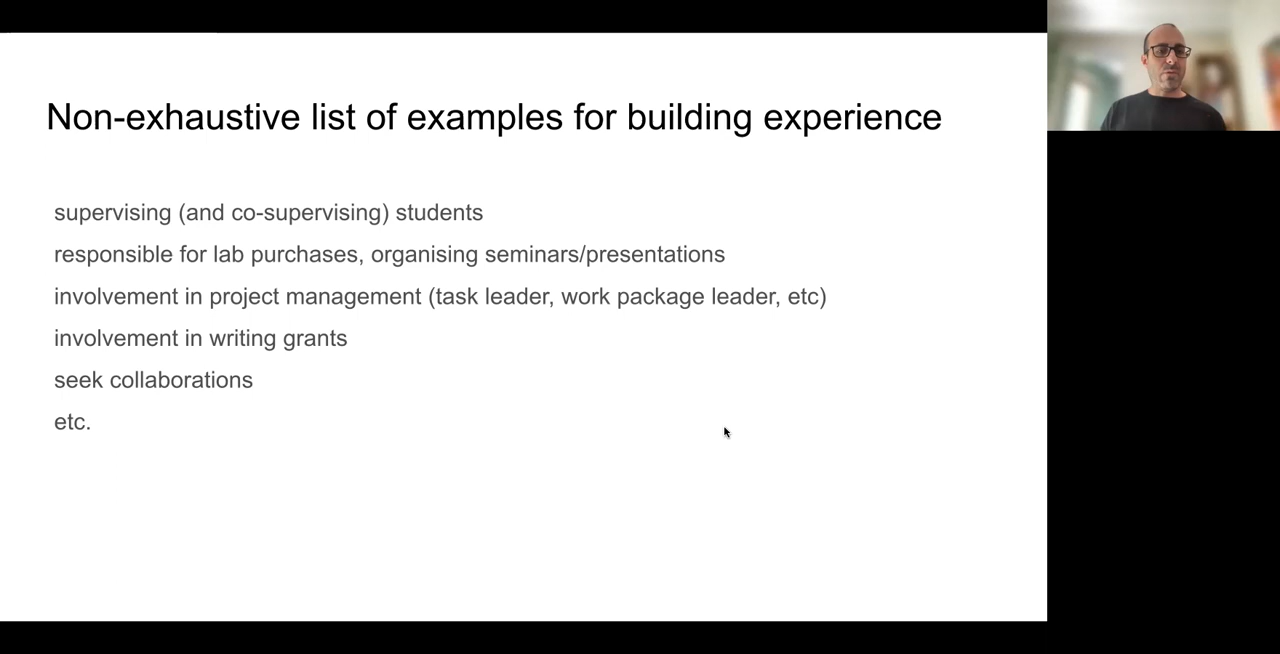 Non-exhaustive list of examples for building experience
supervising (and co-supervising) students
responsible for lab purchases, organising seminars/presentations
involvement in project management (task leader, work package leader, etc)
involvement in writing grants
seek collaborations
etc.